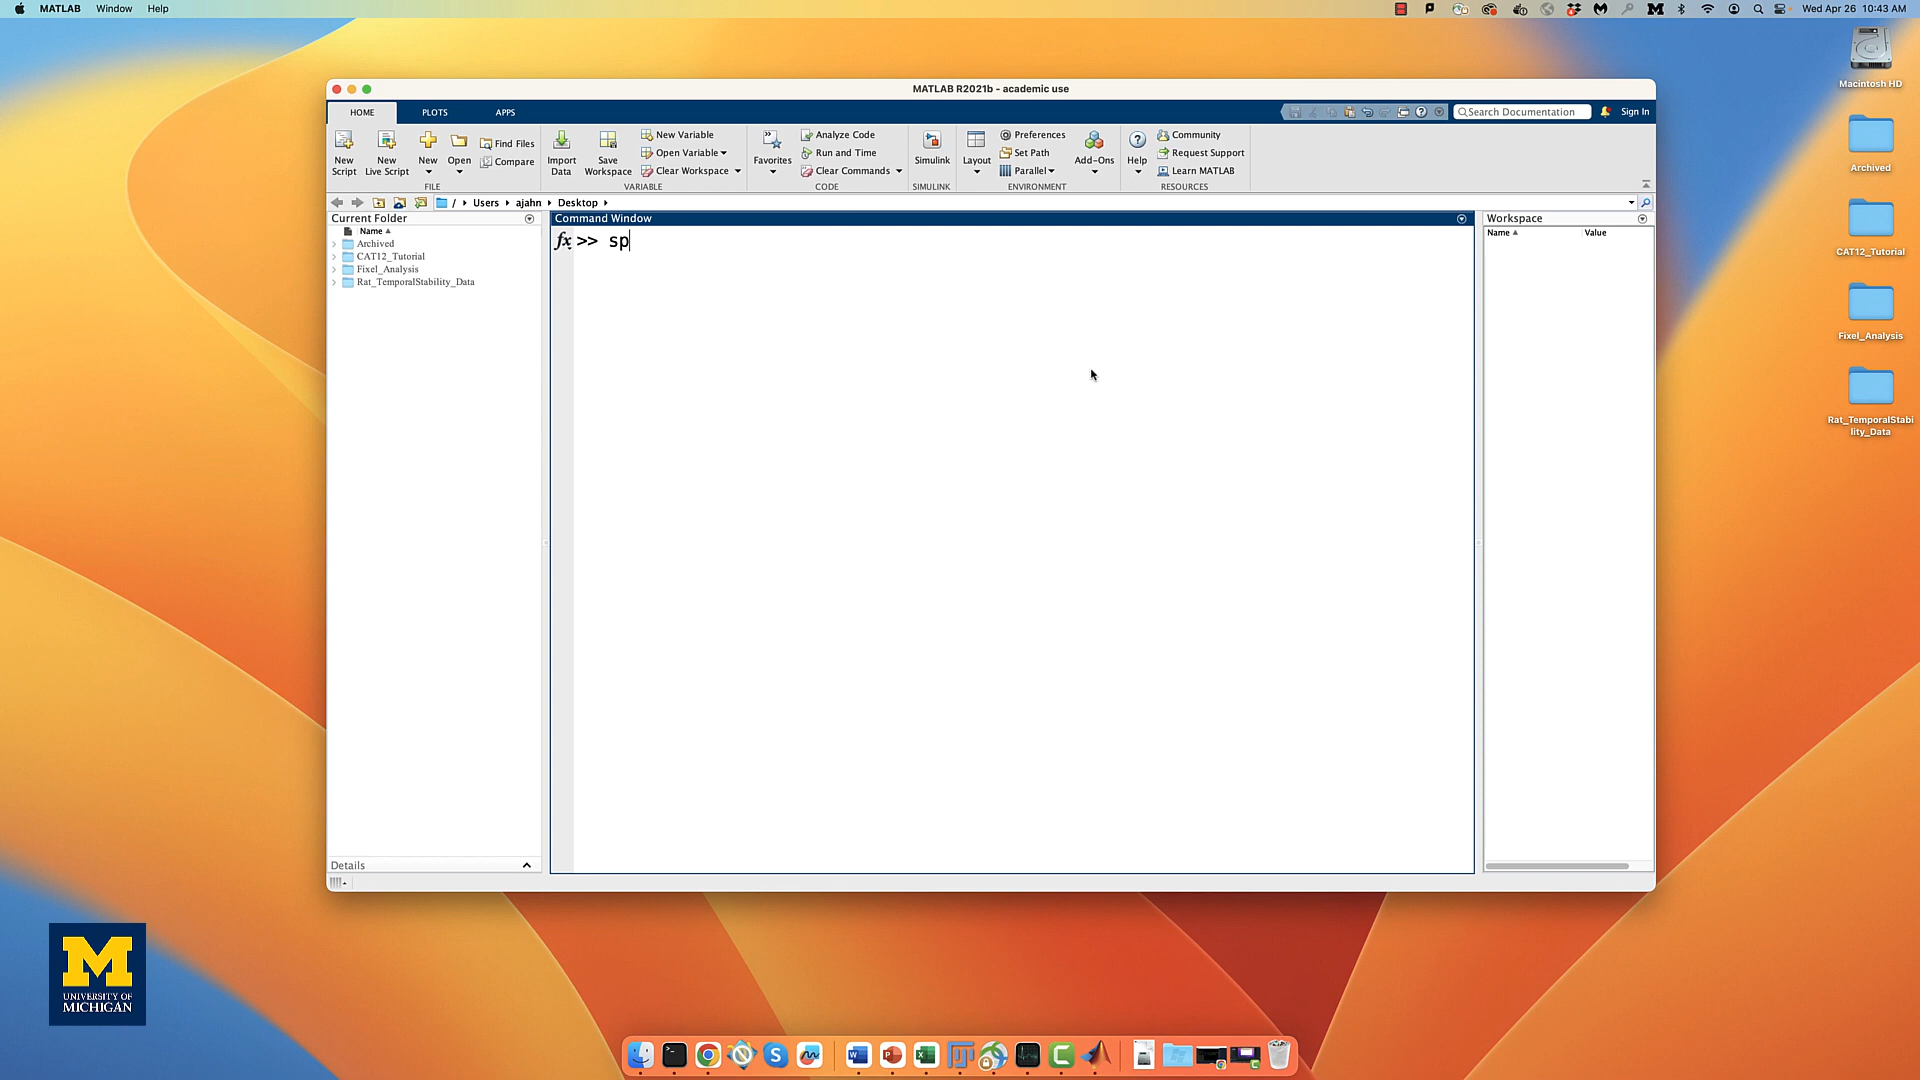 MATLAB Window Help
Wed Apr 26 10:43 AM
Macintosh HD
Archived
CAT12_Tutorial
Fixel_Analysis
Rat_TemporalStabi
lity_Data
MATLAB R2021b - academic use
HOME PLOTS APPS
Search Documentation
Sign In
New
Script
New
Live Script
New
Open
Find Files
Compare
FILE
Import
Data
Save
Workspace
New Variable
Open Variable
Clear Workspace
VARIABLE
Favorites
Analyze Code
Run and Time
Clear Commands
CODE
Simulink
SIMULINK
Layout
Preferences
Set Path
Parallel
Add-Ons
ENVIRONMENT
Help
Community
Request Support
Learn MATLAB
RESOURCES
/ Users ajahn Desktop
Current Folder
Name
Archived
CAT12_Tutorial
Fixel_Analysis
Rat_TemporalStability_Data
Details
Command Window
fx >> sp
Workspace
Name Value
M
UNIVERSITY OF
MICHIGAN